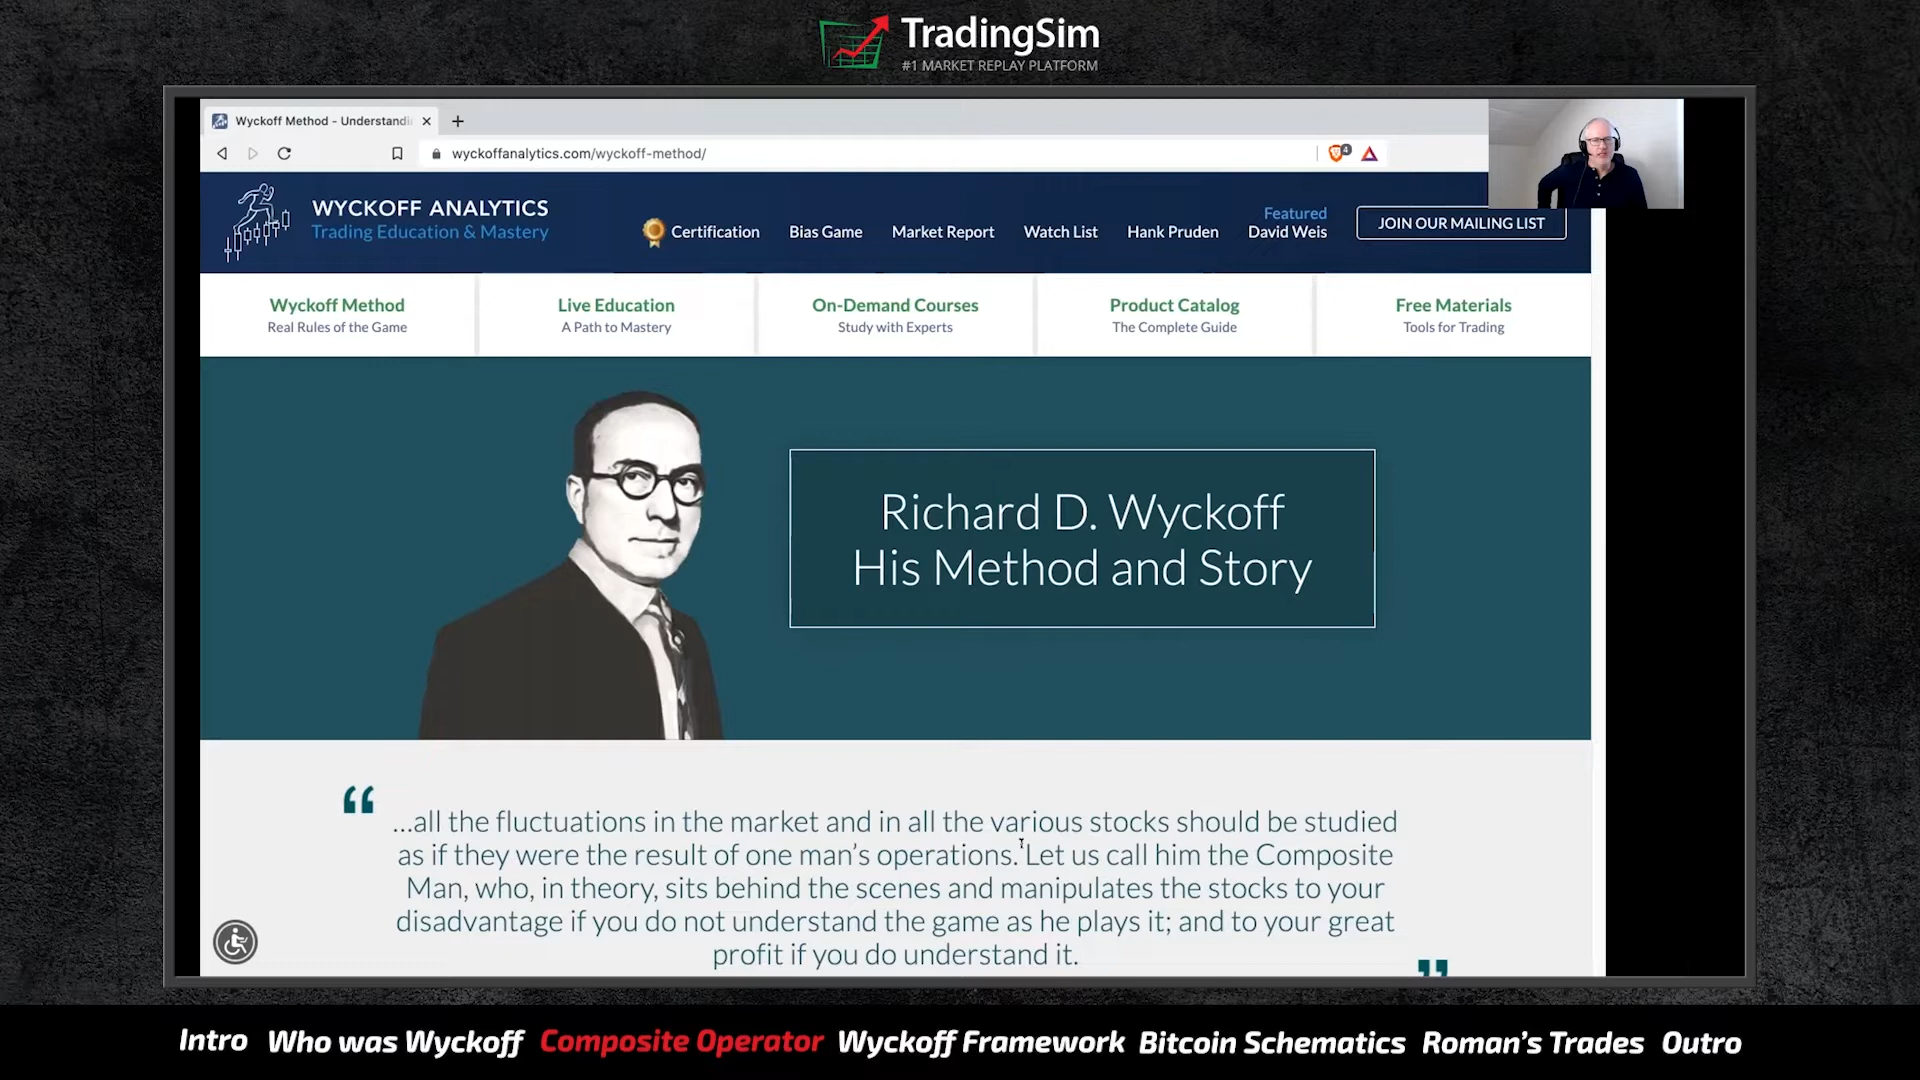 TradingSim
#1 MARKET REPLAY PLATFORM
Wyckoff Method - Understandi
wyckoffanalytics.com/wyckoff-method/
4
WYCKOFF ANALYTICS
Trading Education & Mastery
Certification
Bias Game
Market Report
Watch List
Hank Pruden
Featured
David Weis
JOIN OUR MAILING LIST
Wyckoff Method
Real Rules of the Game
Live Education
A Path to Mastery
On-Demand Courses
Study with Experts
Product Catalog
The Complete Guide
Free Materials
Tools for Trading
Richard D. Wyckoff
His Method and Story
“
...all the fluctuations in the market and in all the various stocks should be studied
as if they were the result of one man’s operations. Let us call him the Composite
Man, who, in theory, sits behind the scenes and manipulates the stocks to your
disadvantage if you do not understand the game as he plays it; and to your great
profit if you do understand it.
”
Intro Who was Wyckoff Composite Operator Wyckoff Framework Bitcoin Schematics Roman's Trades Outro